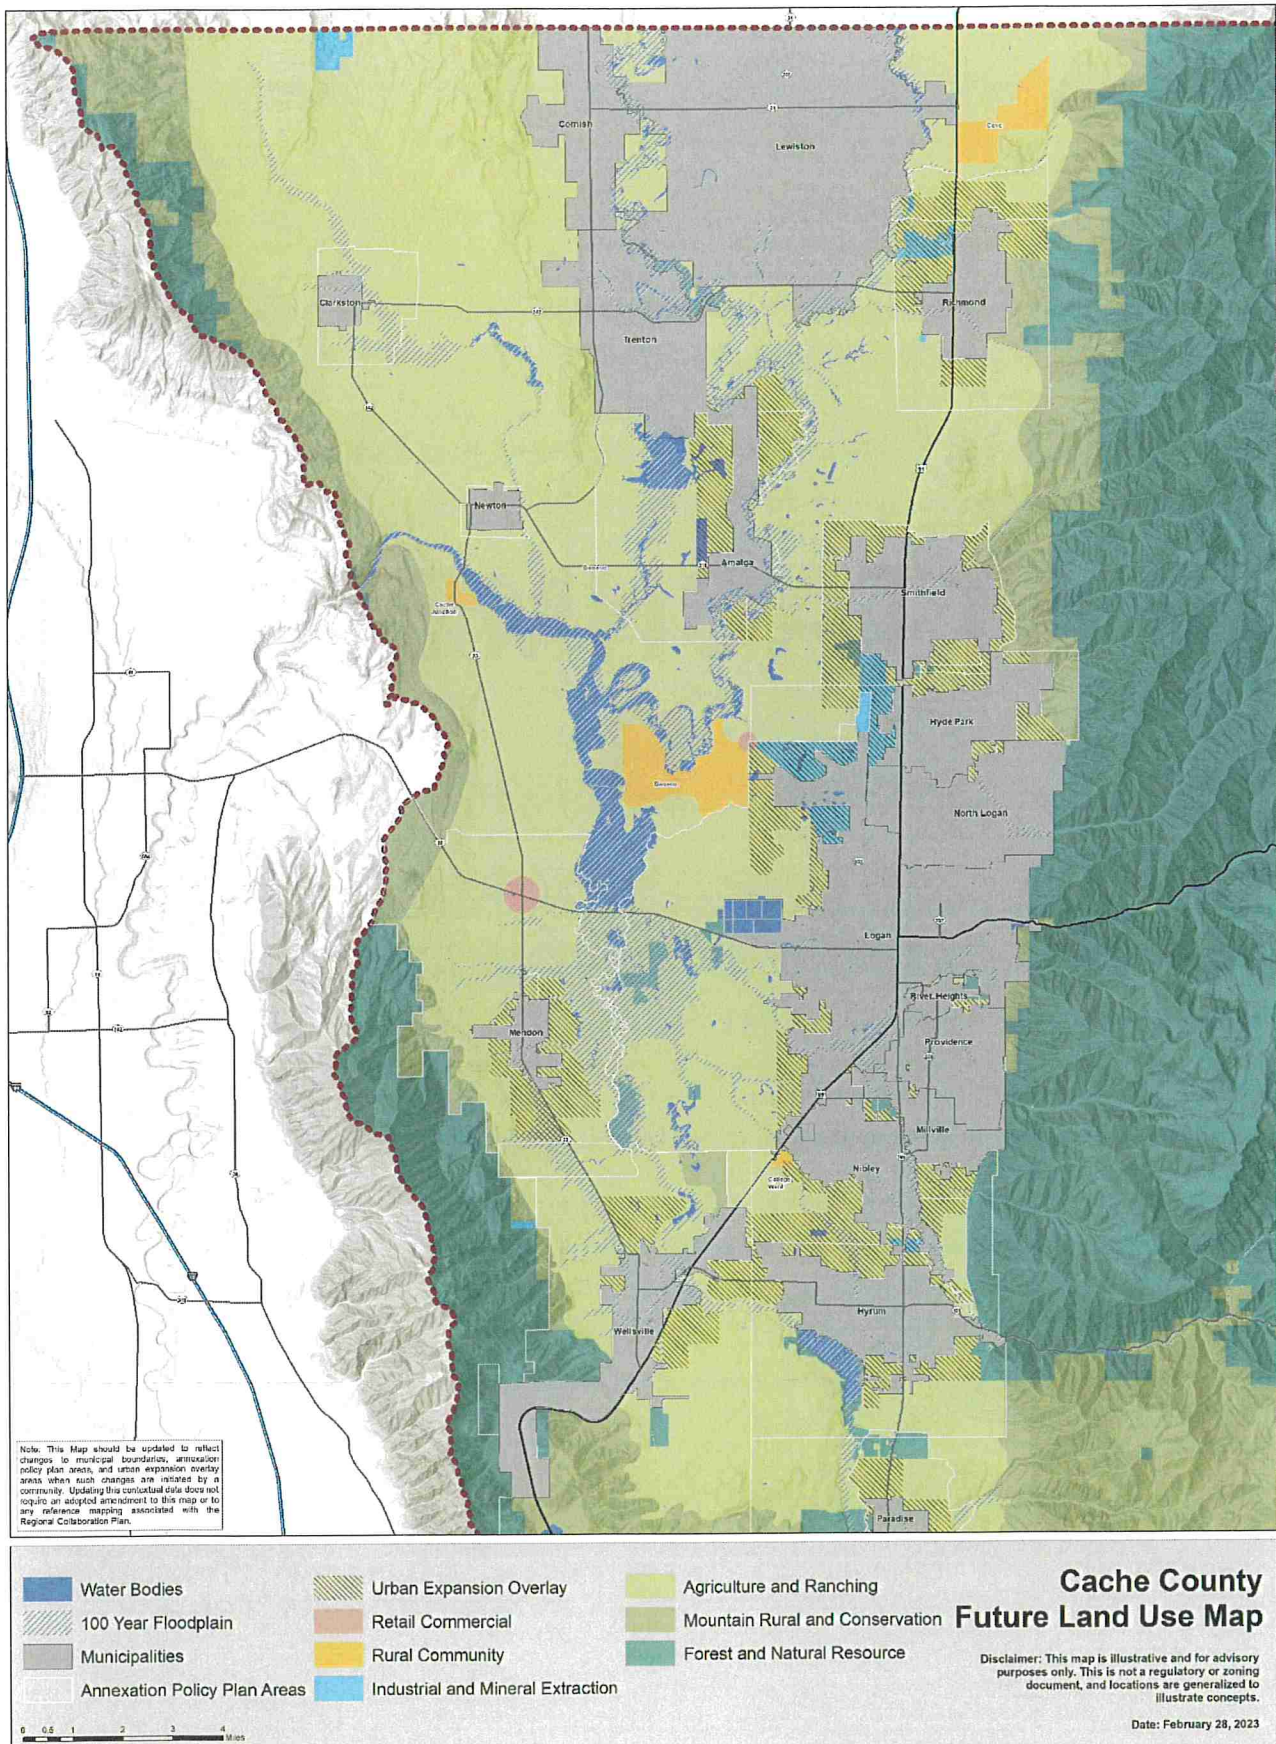 Cornish
Lewiston
Cove
Clarkston
Richmond
Trenton
Newton
Amalga
Benson
Smithfield
Cache
Junction
Hyde Park
Benson
North Logan
Logan
River Heights
Mendon
Providence
Millville
Nibley
College
Ward
Hyrum
Wellsville
Paradise
Note: This Map should be updated to reflect
changes to municipal boundaries, annexation
policy plan areas, and urban expansion overlay
areas when such changes are initiated by a
community. Updating this contextual data does not
require an adopted amendment to this map or to
any reference mapping associated with the
Regional Collaboration Plan.
Water Bodies
100 Year Floodplain
Municipalities
Annexation Policy Plan Areas
Urban Expansion Overlay
Retail Commercial
Rural Community
Industrial and Mineral Extraction
Agriculture and Ranching
Mountain Rural and Conservation
Forest and Natural Resource
Cache County
Future Land Use Map
Disclaimer: This map is illustrative and for advisory
purposes only. This is not a regulatory or zoning
document, and locations are generalized to
illustrate concepts.
Date: February 28, 2023
0 0.5 1 2 3 4
Miles